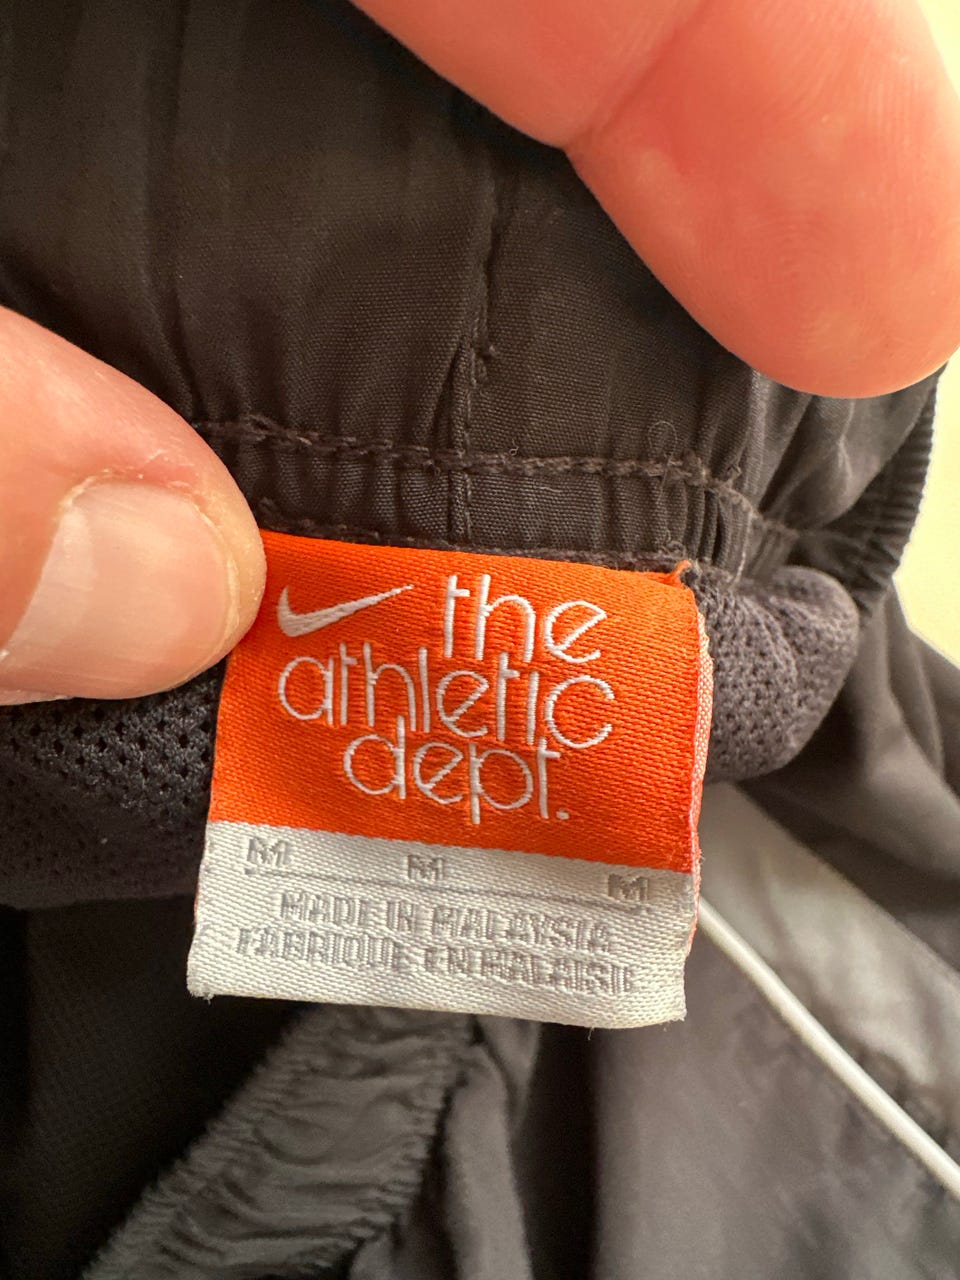 the
athletic
dept.
M M M
MADE IN MALAYSIA
FABRIQUE EN MALAISIE